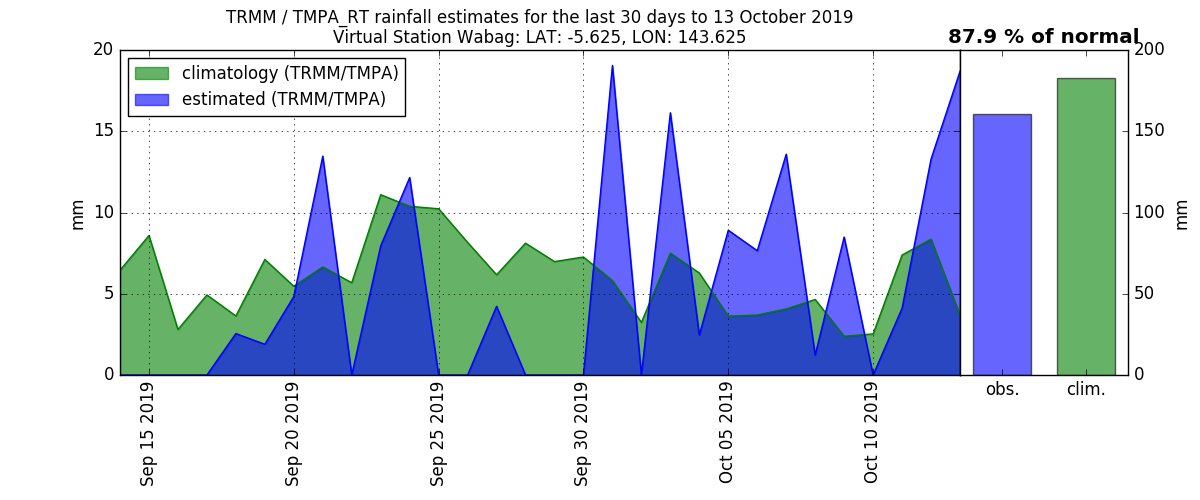 TRMM / TMPA_RT rainfall estimates for the last 30 days to 13 October 2019
Virtual Station Wabag: LAT: -5.625, LON: 143.625
87.9 % of normal
climatology (TRMM/TMPA)
estimated (TRMM/TMPA)
20
15
10
5
0
mm
200
150
100
50
0
mm
Sep 15 2019
Sep 20 2019
Sep 25 2019
Sep 30 2019
Oct 05 2019
Oct 10 2019
obs.
clim.